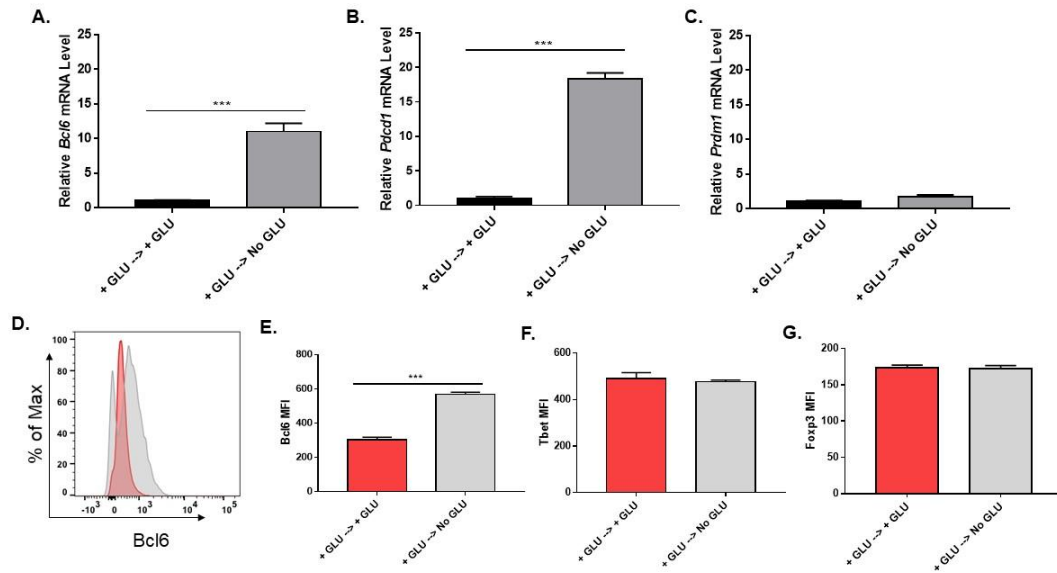 A.
Relative Bcl6 mRNA Level
25
20
15
10
5
0
***
+ GLU --> + GLU
+ GLU --> No GLU
B.
Relative Pdcd1 mRNA Level
25
20
15
10
5
0
***
+ GLU --> + GLU
+ GLU --> No GLU
C.
Relative Prdm1 mRNA Level
25
20
15
10
5
0
+ GLU --> + GLU
+ GLU --> No GLU
D.
% of Max
100
80
60
40
20
0
-10³ 0 10³ 10⁴ 10⁵
Bcl6
E.
Bcl6 MFI
800
600
400
200
0
***
+ GLU --> + GLU
+ GLU --> No GLU
F.
Tbet MFI
600
400
200
0
+ GLU --> + GLU
+ GLU --> No GLU
G.
Foxp3 MFI
200
150
100
50
0
+ GLU --> + GLU
+ GLU --> No GLU